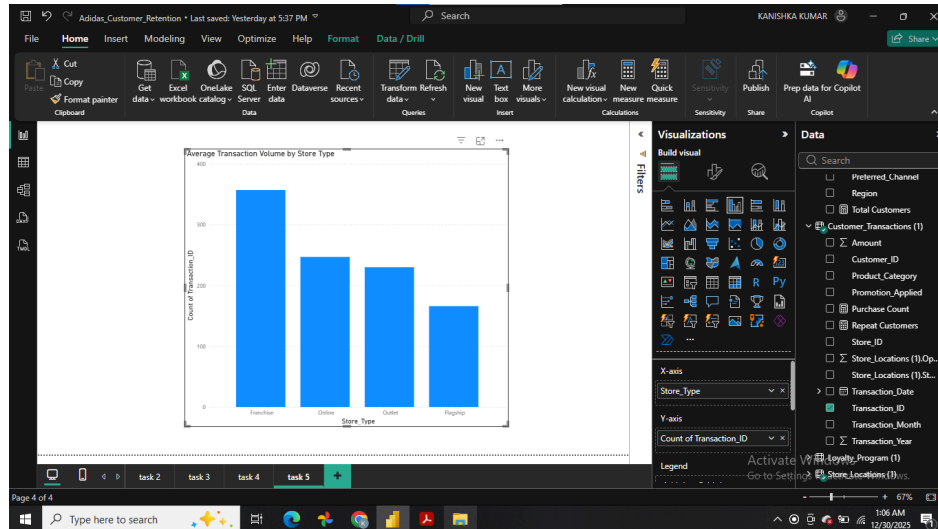 Adidas_Customer_Retention • Last saved: Yesterday at 5:37 PM
Search
KANISHKA KUMAR
File Home Insert Modeling View Optimize Help Format Data / Drill
Share
Paste
Cut
Copy
Format painter
Get data
Excel workbook
OneLake catalog
SQL Server
Enter data
Dataverse
Recent sources
Transform data
Refresh
New visual
Text box
More visuals
New visual calculation
New measure
Quick measure
Sensitivity
Publish
Prep data for AI
Copilot
Clipboard
Data
Queries
Insert
Calculations
Sensitivity
Share
Copilot
Average Transaction Volume by Store Type
400
300
200
100
0
Count of Transaction_ID
Franchise
Online
Outlet
Flagship
Store_Type
Filters
Visualizations
Build visual
R
Py
X-axis
Store_Type
Y-axis
Count of Transaction_ID
Legend
Data
Search
Preferred_Channel
Region
Total Customers
Customer_Transactions (1)
Amount
Customer_ID
Product_Category
Promotion_Applied
Purchase Count
Repeat Customers
Store_ID
Store_Locations (1).Op...
Store_Locations (1).St...
Transaction_Date
Transaction_ID
Transaction_Month
Transaction_Year
Loyalty_Program (1)
Store_Locations (1)
Activate Windows
Go to Settings
task 2
task 3
task 4
task 5
Page 4 of 4
67%
Type here to search
1:06 AM
12/30/2025